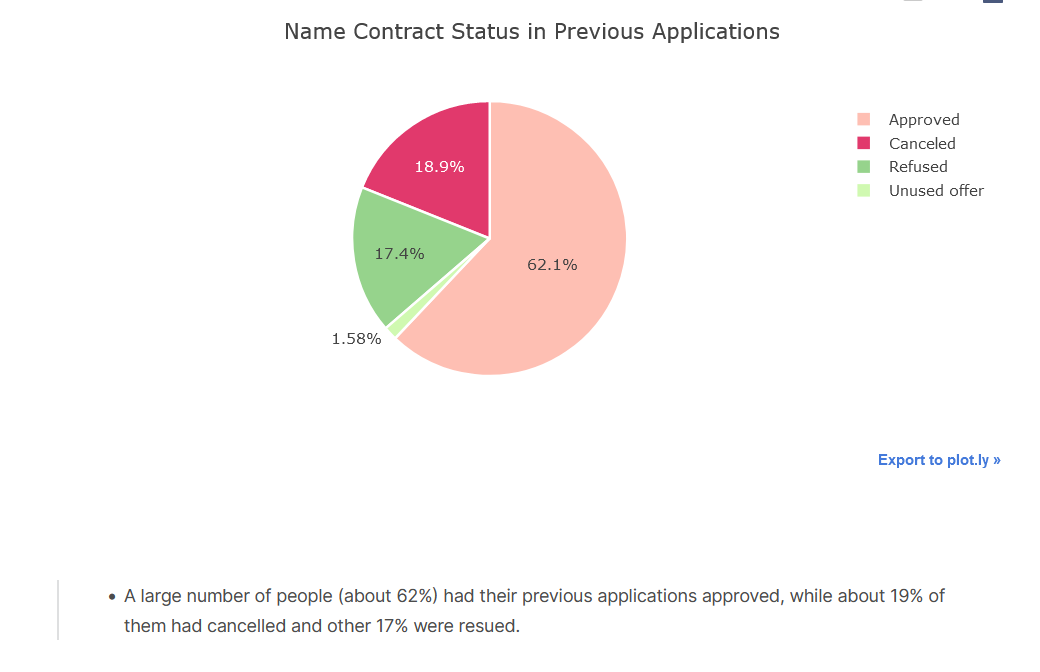 Name Contract Status in Previous Applications
Approved
Canceled
Refused
Unused offer
18.9%
17.4%
62.1%
1.58%
Export to plot.ly »
• A large number of people (about 62%) had their previous applications approved, while about 19% of
them had cancelled and other 17% were resued.